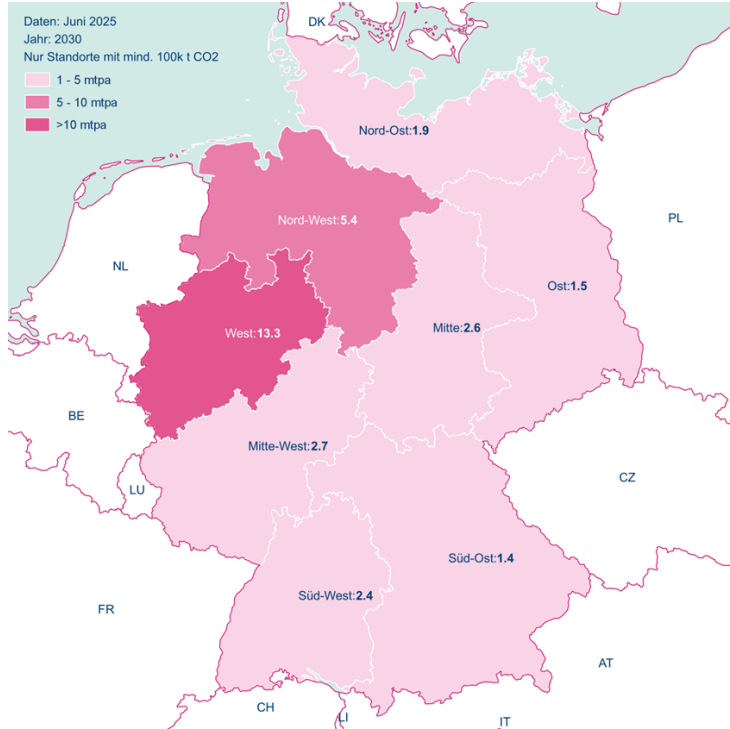 Daten: Juni 2025
Jahr: 2030
Nur Standorte mit mind. 100k t CO2
1 - 5 mtpa
5 - 10 mtpa
>10 mtpa
DK
Nord-Ost:1.9
Nord-West:5.4
PL
NL
Ost:1.5
West:13.3
Mitte:2.6
BE
Mitte-West:2.7
LU
CZ
Süd-Ost:1.4
Süd-West:2.4
FR
AT
CH
LI
IT